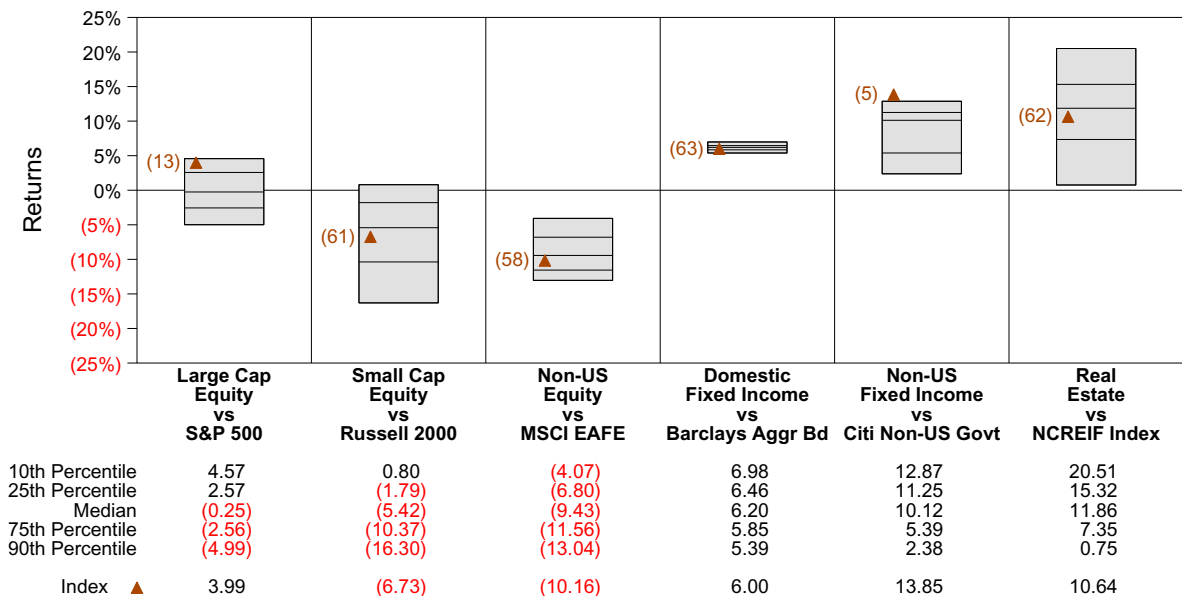 25%
20%
15%
10%
5%
0%
(5%)
(10%)
(15%)
(20%)
(25%)
Returns
(13)
(61)
(58)
(63)
(5)
(62)
Large Cap Small Cap Non-US Domestic Non-US Real
Equity Equity Equity Fixed Income Fixed Income Estate
vs vs vs vs vs vs
S&P 500 Russell 2000 MSCI EAFE Barclays Aggr Bd Citi Non-US Govt NCREIF Index
10th Percentile 4.57 0.80 (4.07) 6.98 12.87 20.51
25th Percentile 2.57 (1.79) (6.80) 6.46 11.25 15.32
Median (0.25) (5.42) (9.43) 6.20 10.12 11.86
75th Percentile (2.56) (10.37) (11.56) 5.85 5.39 7.35
90th Percentile (4.99) (16.30) (13.04) 5.39 2.38 0.75
Index 3.99 (6.73) (10.16) 6.00 13.85 10.64